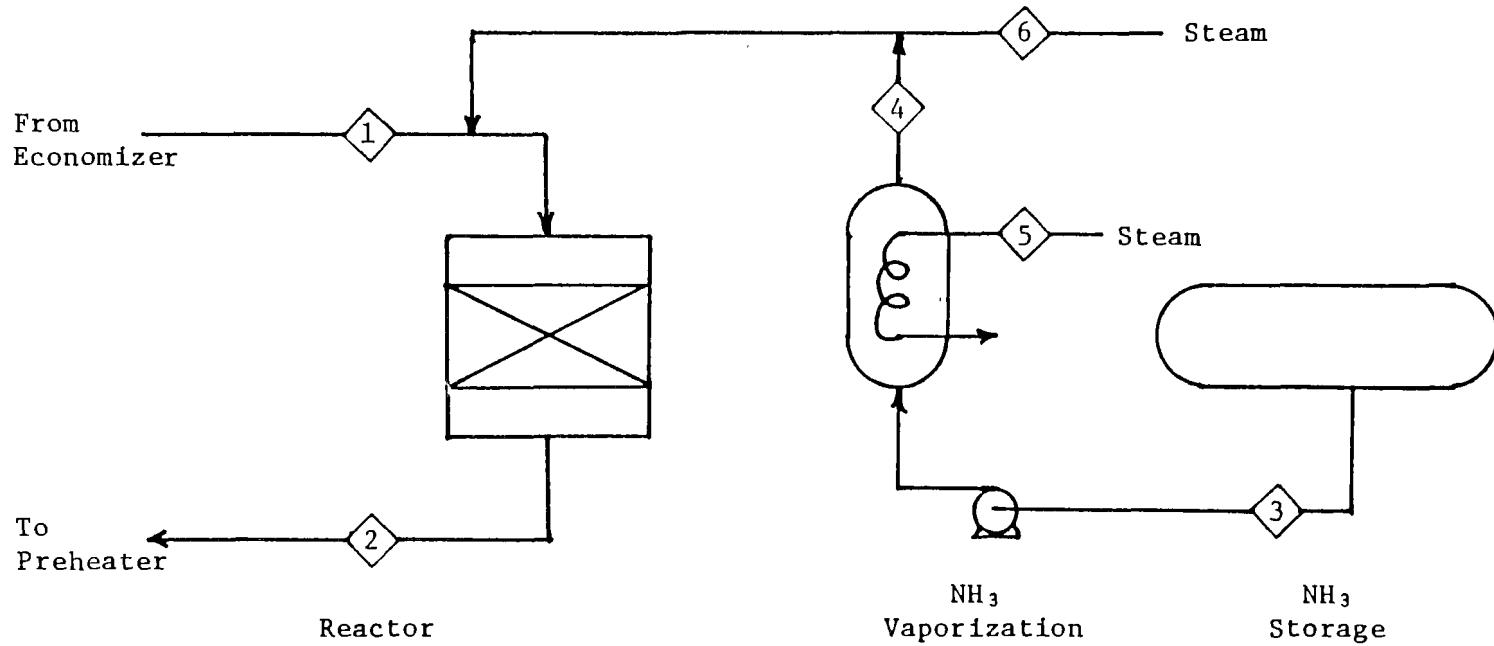 6
Steam
4
From
Economizer
1
5
Steam
3
To
Preheater
2
NH₃
Vaporization
NH₃
Storage
Reactor